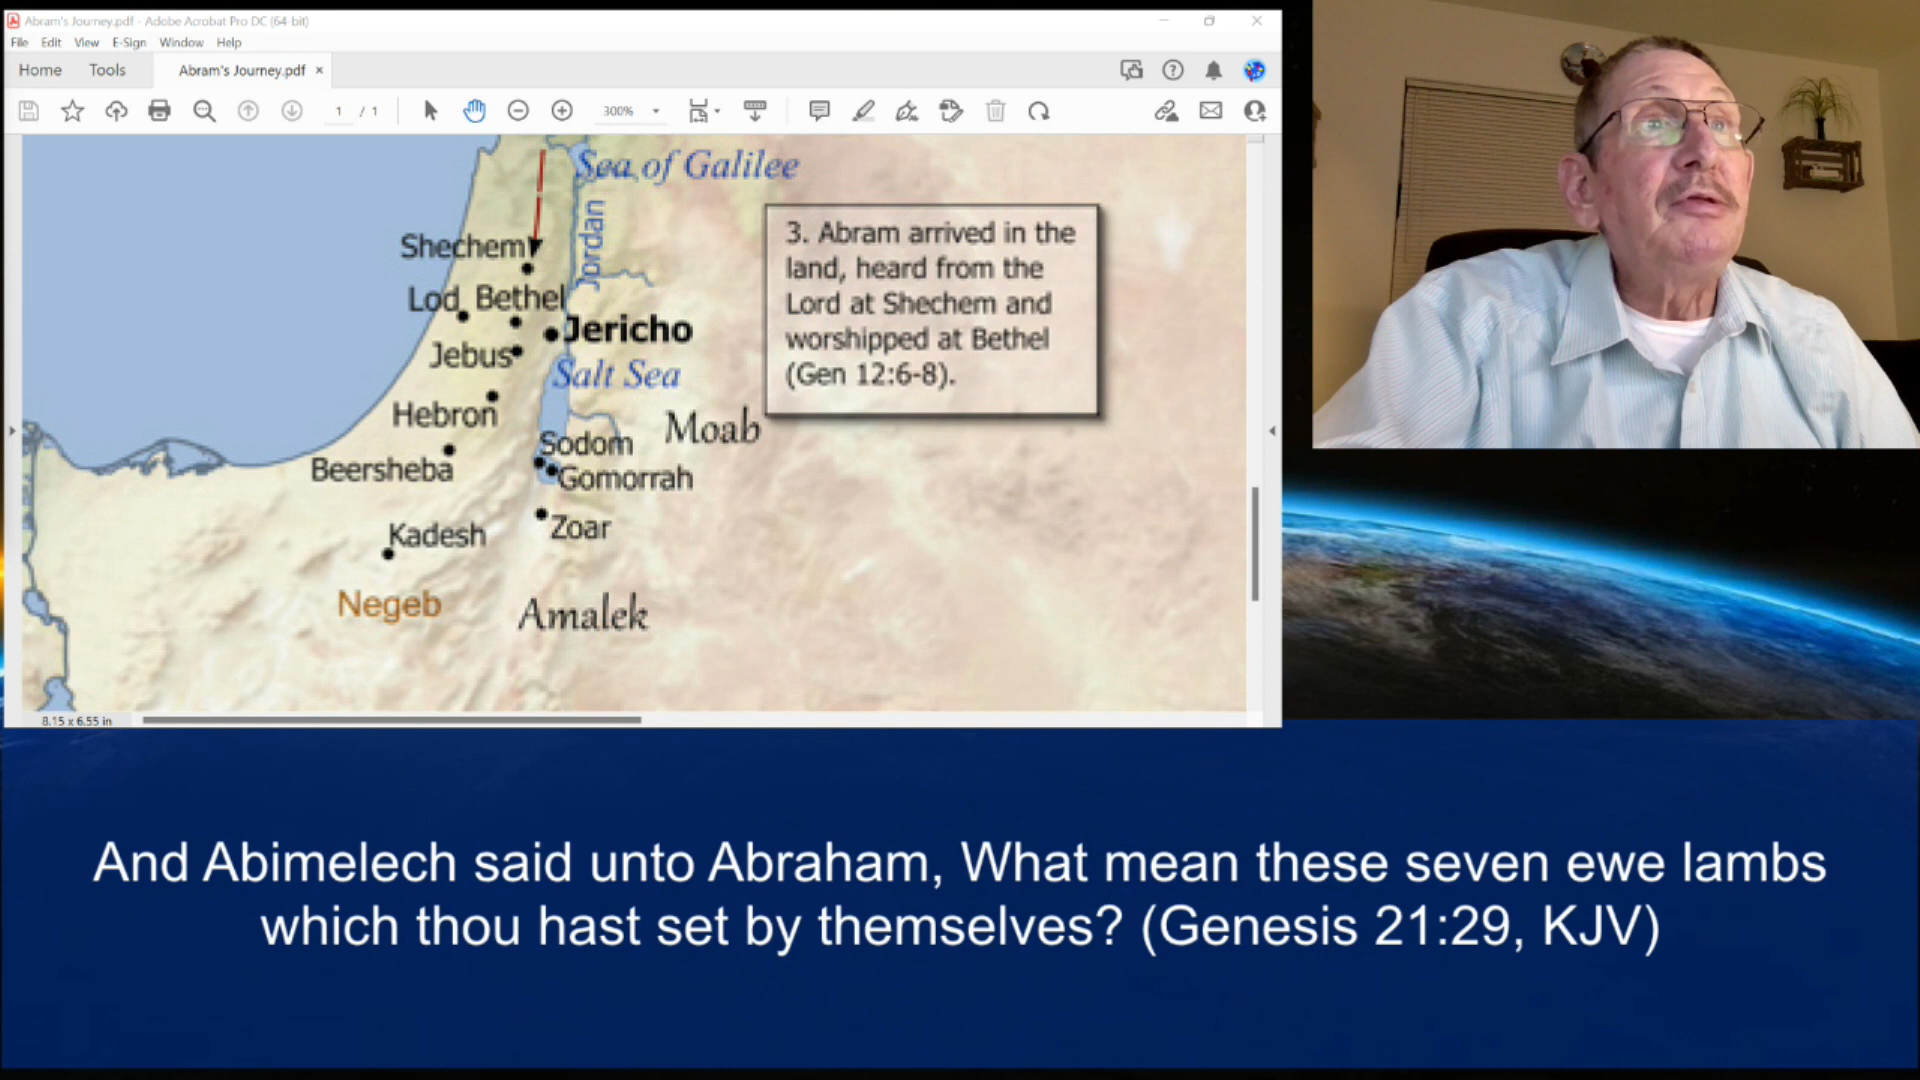 Abram's Journey.pdf - Adobe Acrobat Pro DC (64-bit)
File Edit View E-Sign Window Help
Home Tools Abram's Journey.pdf ×
1 / 1 300%
Sea of Galilee
Jordan
Shechem
Lod Bethel
Jericho
Jebus
Salt Sea
Hebron
Moab
Sodom
Beersheba
Gomorrah
Zoar
Kadesh
Negeb
Amalek
3. Abram arrived in the
land, heard from the
Lord at Shechem and
worshipped at Bethel
(Gen 12:6-8).
8.15 x 6.55 in
And Abimelech said unto Abraham, What mean these seven ewe lambs
which thou hast set by themselves? (Genesis 21:29, KJV)